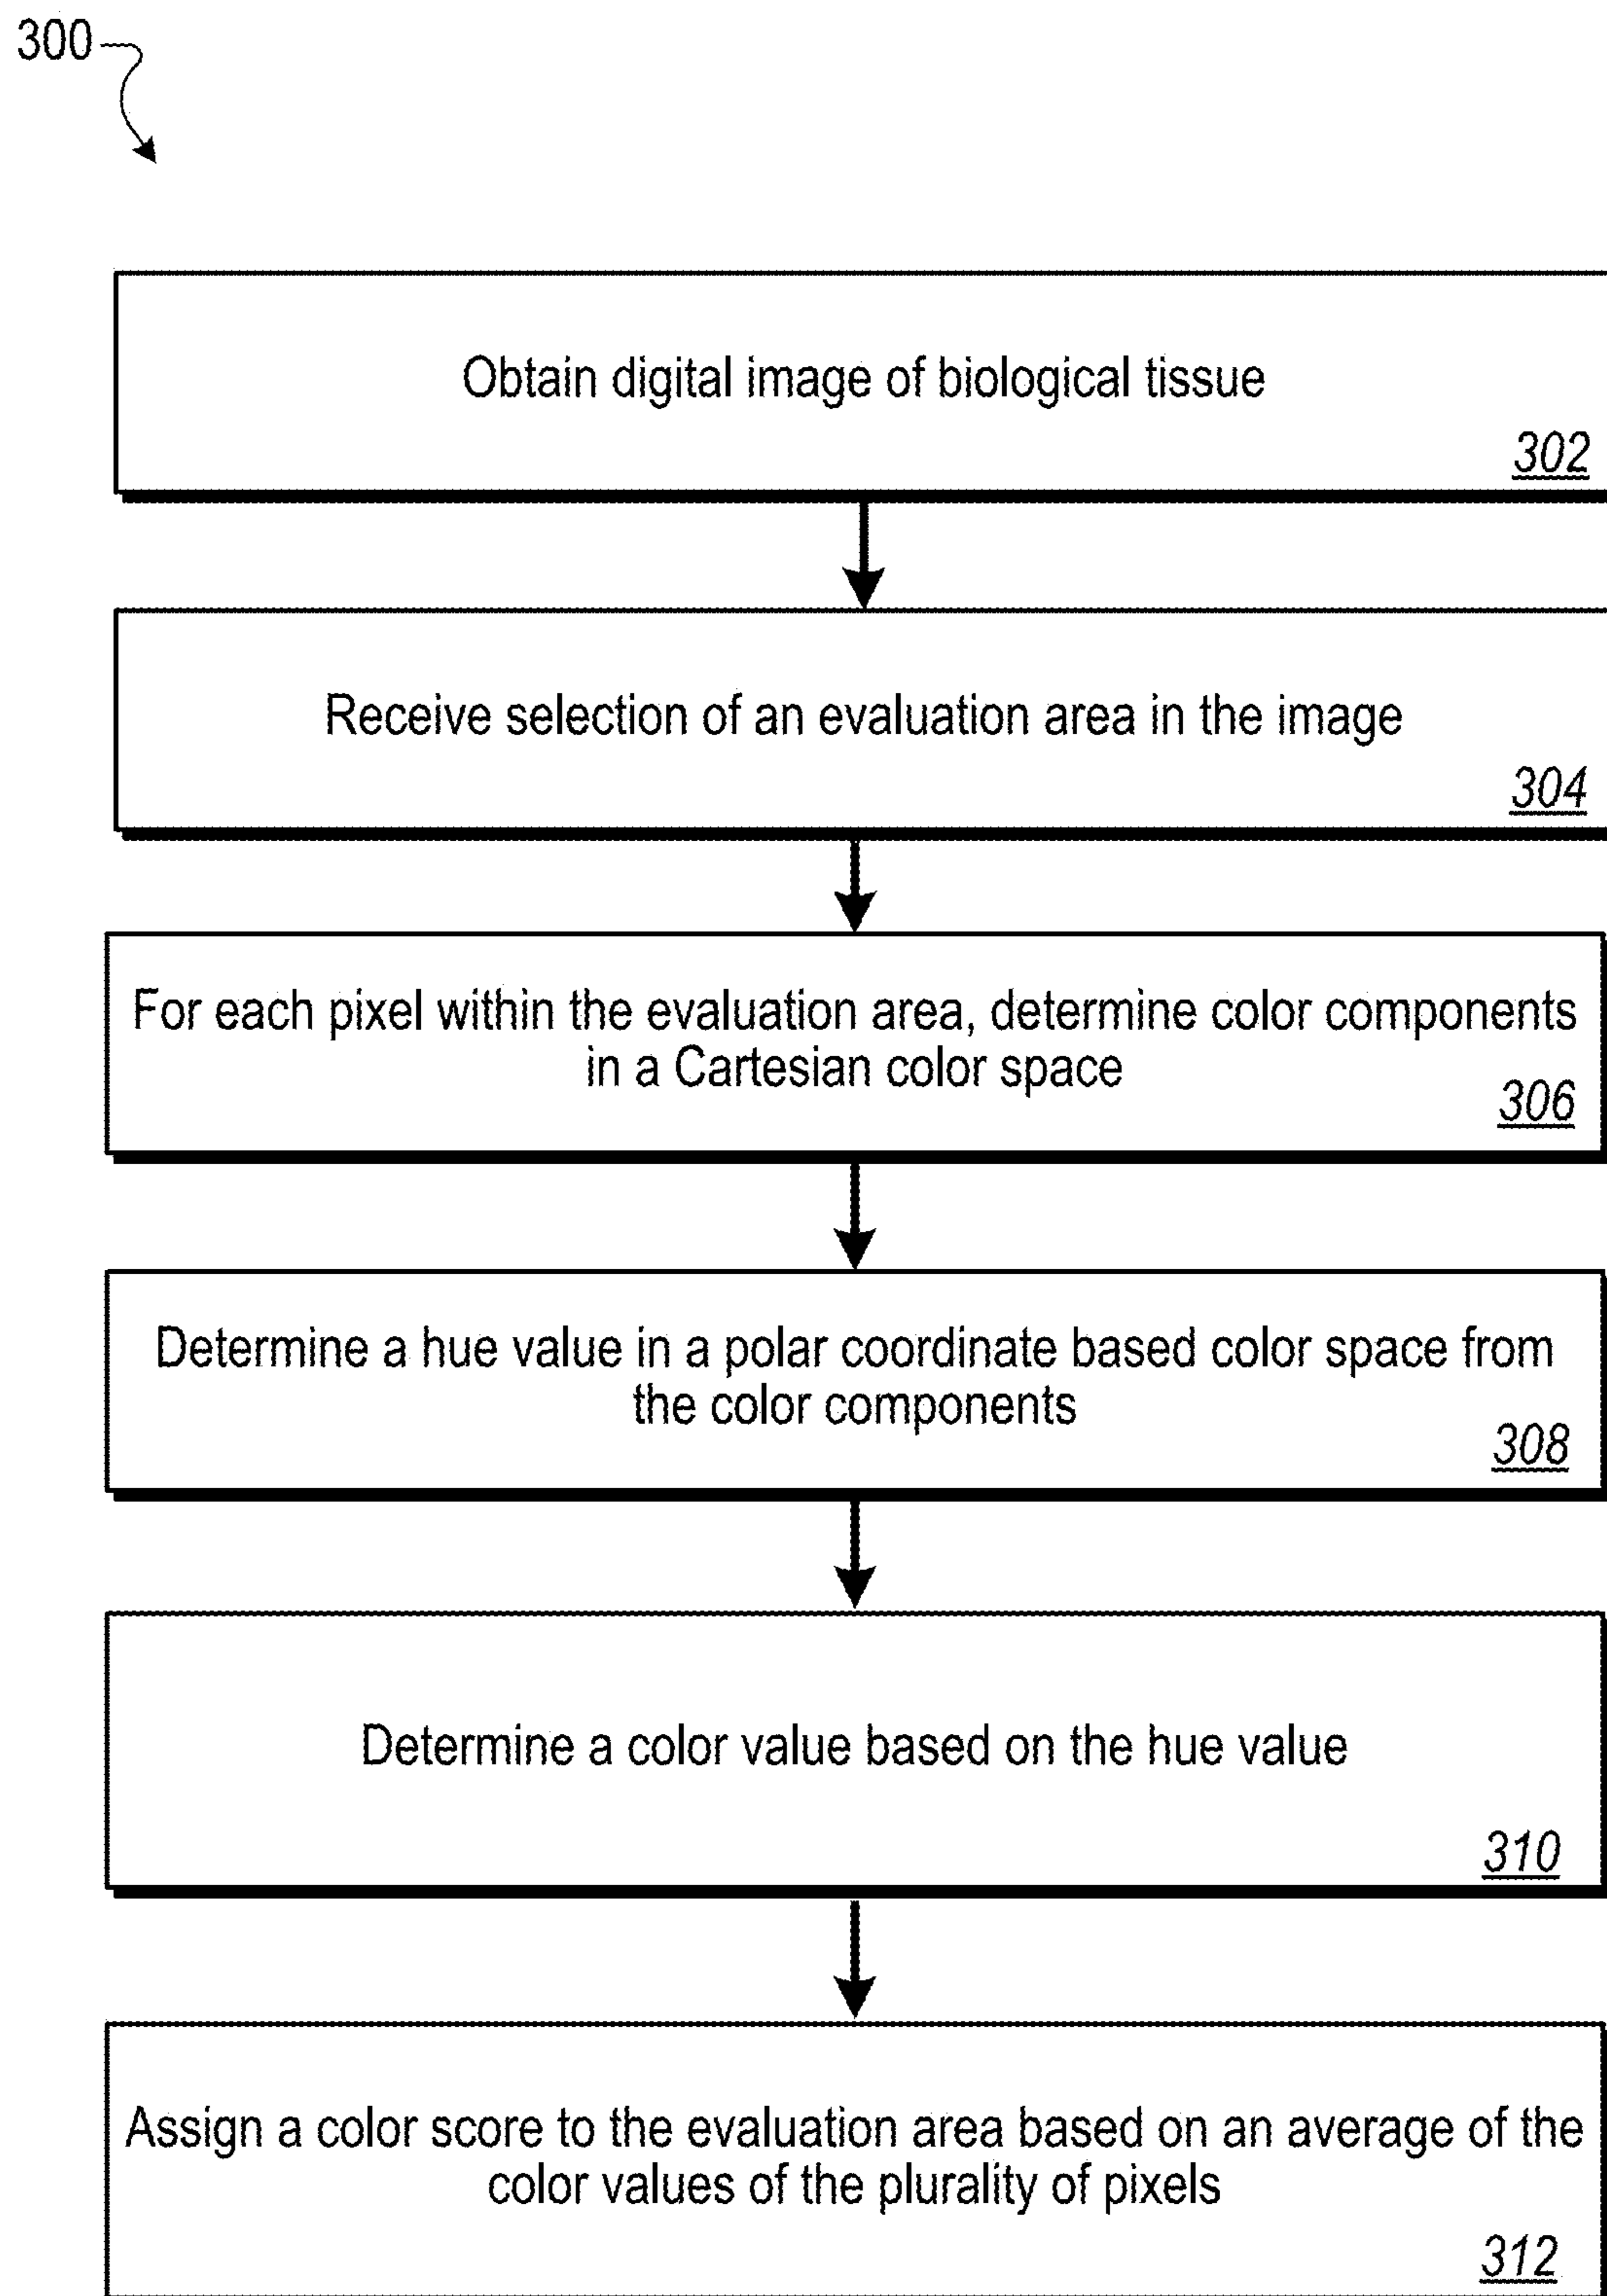 300
Obtain digital image of biological tissue
302
Receive selection of an evaluation area in the image
304
For each pixel within the evaluation area, determine color components
in a Cartesian color space
306
Determine a hue value in a polar coordinate based color space from
the color components
308
Determine a color value based on the hue value
310
Assign a color score to the evaluation area based on an average of the
color values of the plurality of pixels
312